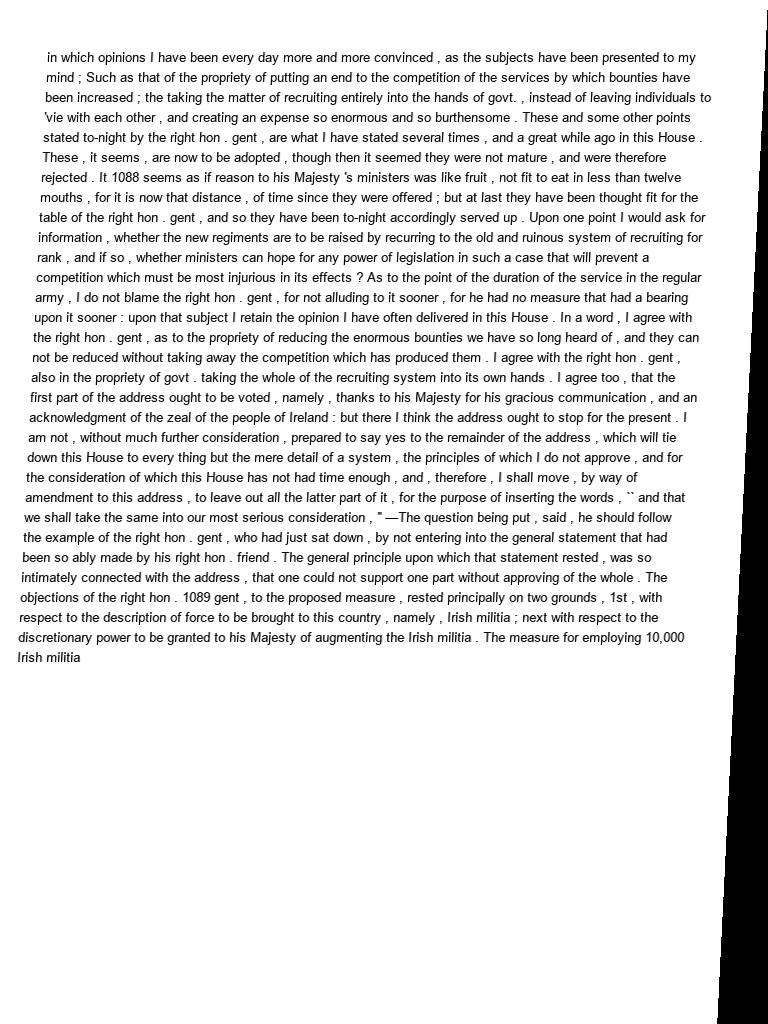 in which opinions I have been every day more and more convinced , as the subjects have been presented to my
mind ; Such as that of the propriety of putting an end to the competition of the services by which bounties have
been increased ; the taking the matter of recruiting entirely into the hands of govt. , instead of leaving individuals to
'vie with each other , and creating an expense so enormous and so burthensome . These and some other points
stated to-night by the right hon . gent , are what I have stated several times , and a great while ago in this House .
These , it seems , are now to be adopted , though then it seemed they were not mature , and were therefore
rejected . It 1088 seems as if reason to his Majesty 's ministers was like fruit , not fit to eat in less than twelve
mouths , for it is now that distance , of time since they were offered ; but at last they have been thought fit for the
table of the right hon . gent , and so they have been to-night accordingly served up . Upon one point I would ask for
information , whether the new regiments are to be raised by recurring to the old and ruinous system of recruiting for
rank , and if so , whether ministers can hope for any power of legislation in such a case that will prevent a
competition which must be most injurious in its effects ? As to the point of the duration of the service in the regular
army , I do not blame the right hon . gent , for not alluding to it sooner , for he had no measure that had a bearing
upon it sooner : upon that subject I retain the opinion I have often delivered in this House . In a word , I agree with
the right hon . gent , as to the propriety of reducing the enormous bounties we have so long heard of , and they can
not be reduced without taking away the competition which has produced them . I agree with the right hon . gent ,
also in the propriety of govt . taking the whole of the recruiting system into its own hands . I agree too , that the
first part of the address ought to be voted , namely , thanks to his Majesty for his gracious communication , and an
acknowledgment of the zeal of the people of Ireland : but there I think the address ought to stop for the present . I
am not , without much further consideration , prepared to say yes to the remainder of the address , which will tie
down this House to every thing but the mere detail of a system , the principles of which I do not approve , and for
the consideration of which this House has not had time enough , and , therefore , I shall move , by way of
amendment to this address , to leave out all the latter part of it , for the purpose of inserting the words , `` and that
we shall take the same into our most serious consideration , " —The question being put , said , he should follow
the example of the right hon . gent , who had just sat down , by not entering into the general statement that had
been so ably made by his right hon . friend . The general principle upon which that statement rested , was so
intimately connected with the address , that one could not support one part without approving of the whole . The
objections of the right hon . 1089 gent , to the proposed measure , rested principally on two grounds , 1st , with
respect to the description of force to be brought to this country , namely , Irish militia ; next with respect to the
discretionary power to be granted to his Majesty of augmenting the Irish militia . The measure for employing 10,000
Irish militia